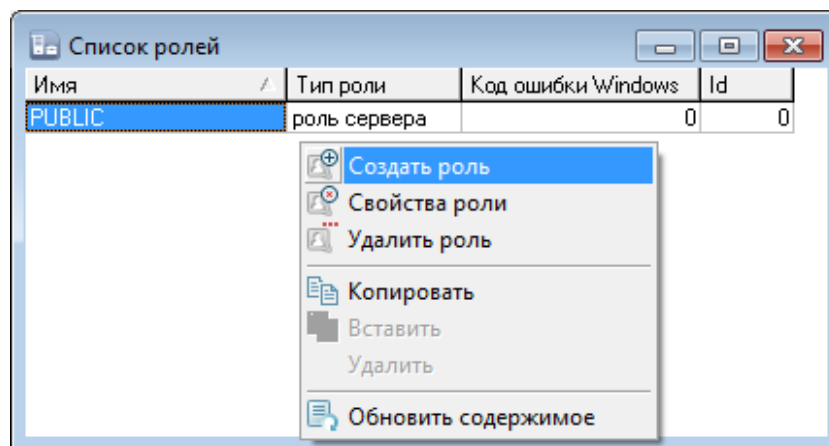 Список ролей
Имя Тип роли Код ошибки Windows Id
PUBLIC роль сервера 0 0
Создать роль
Свойства роли
Удалить роль
Копировать
Вставить
Удалить
Обновить содержимое